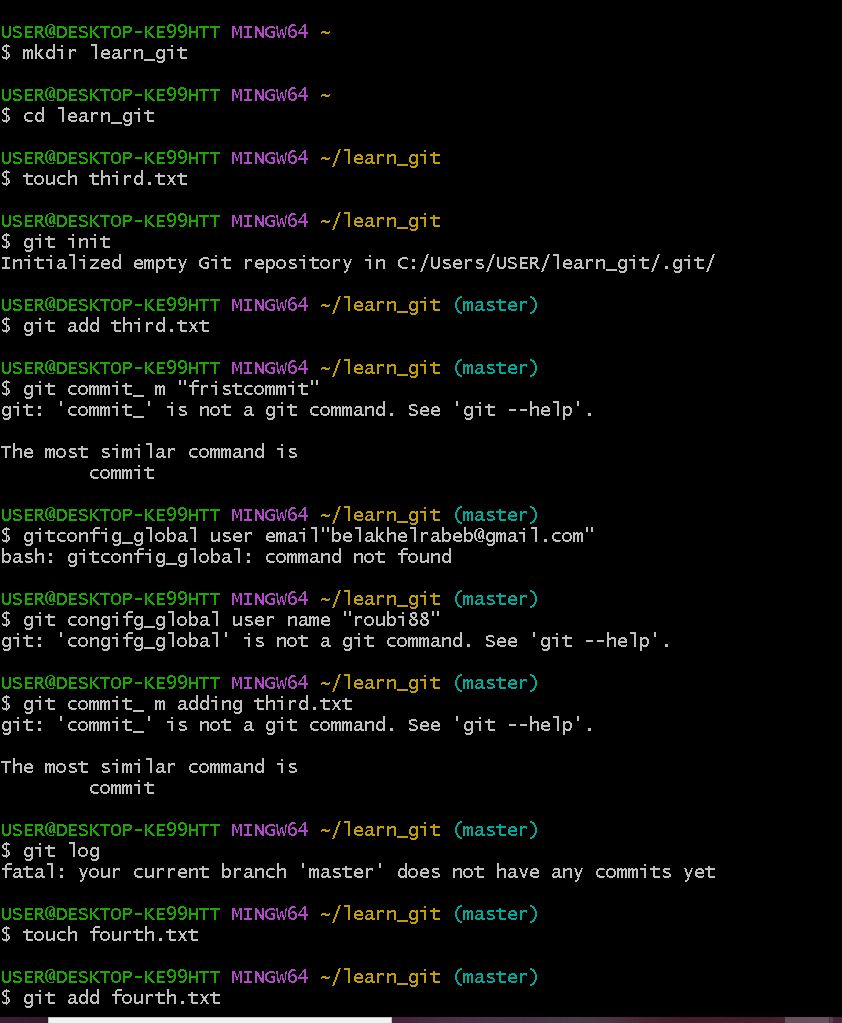 USER@DESKTOP-KE99HTT MINGW64 ~
$ mkdir learn_git
USER@DESKTOP-KE99HTT MINGW64 ~
$ cd learn_git
USER@DESKTOP-KE99HTT MINGW64 ~/learn_git
$ touch third.txt
USER@DESKTOP-KE99HTT MINGW64 ~/learn_git
$ git init
Initialized empty Git repository in C:/Users/USER/learn_git/.git/
USER@DESKTOP-KE99HTT MINGW64 ~/learn_git (master)
$ git add third.txt
USER@DESKTOP-KE99HTT MINGW64 ~/learn_git (master)
$ git commit_ m "fristcommit"
git: 'commit_' is not a git command. See 'git --help'.
The most similar command is
        commit
USER@DESKTOP-KE99HTT MINGW64 ~/learn_git (master)
$ gitconfig_global user email"belakhelrabeb@gmail.com"
bash: gitconfig_global: command not found
USER@DESKTOP-KE99HTT MINGW64 ~/learn_git (master)
$ git congifg_global user name "roubi88"
git: 'congifg_global' is not a git command. See 'git --help'.
USER@DESKTOP-KE99HTT MINGW64 ~/learn_git (master)
$ git commit_ m adding third.txt
git: 'commit_' is not a git command. See 'git --help'.
The most similar command is
        commit
USER@DESKTOP-KE99HTT MINGW64 ~/learn_git (master)
$ git log
fatal: your current branch 'master' does not have any commits yet
USER@DESKTOP-KE99HTT MINGW64 ~/learn_git (master)
$ touch fourth.txt
USER@DESKTOP-KE99HTT MINGW64 ~/learn_git (master)
$ git add fourth.txt